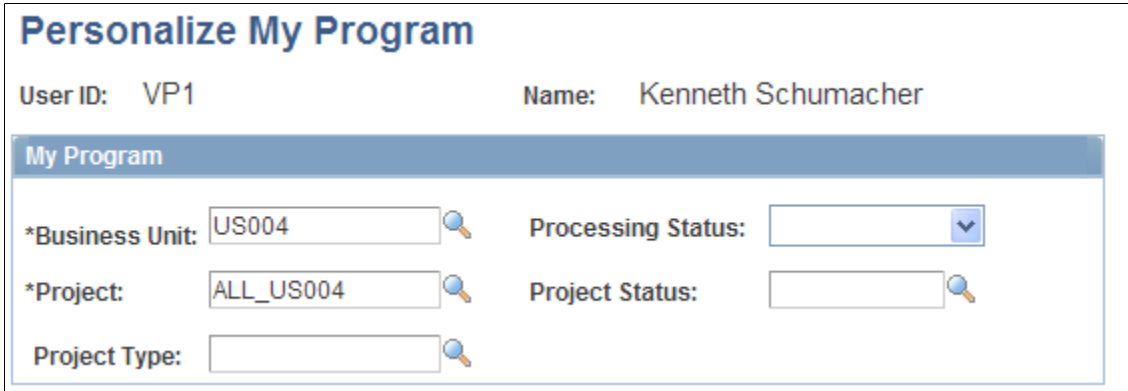 Personalize My Program
User ID: VP1 Name: Kenneth Schumacher
My Program
*Business Unit: US004 Processing Status:
*Project: ALL_US004 Project Status:
Project Type: